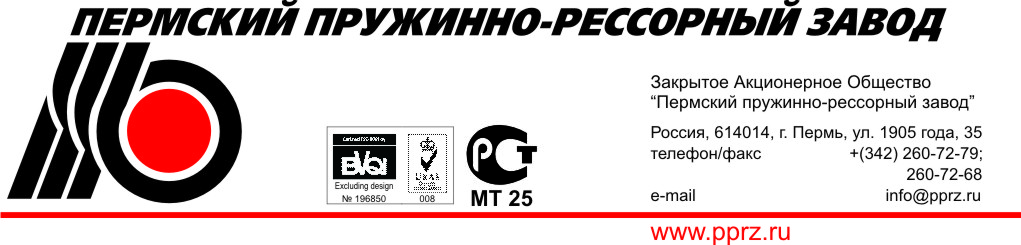 ПЕРМСКИЙ ПРУЖИННО-РЕССОРНЫЙ ЗАВОД
Закрытое Акционерное Общество
“Пермский пружинно-рессорный завод”
Россия, 614014, г. Пермь, ул. 1905 года, 35
телефон/факс +(342) 260-72-79;
260-72-68
e-mail info@pprz.ru
www.pprz.ru
BVQI
UKAS
Excluding design
№ 196850 008
РСТ
МТ 25